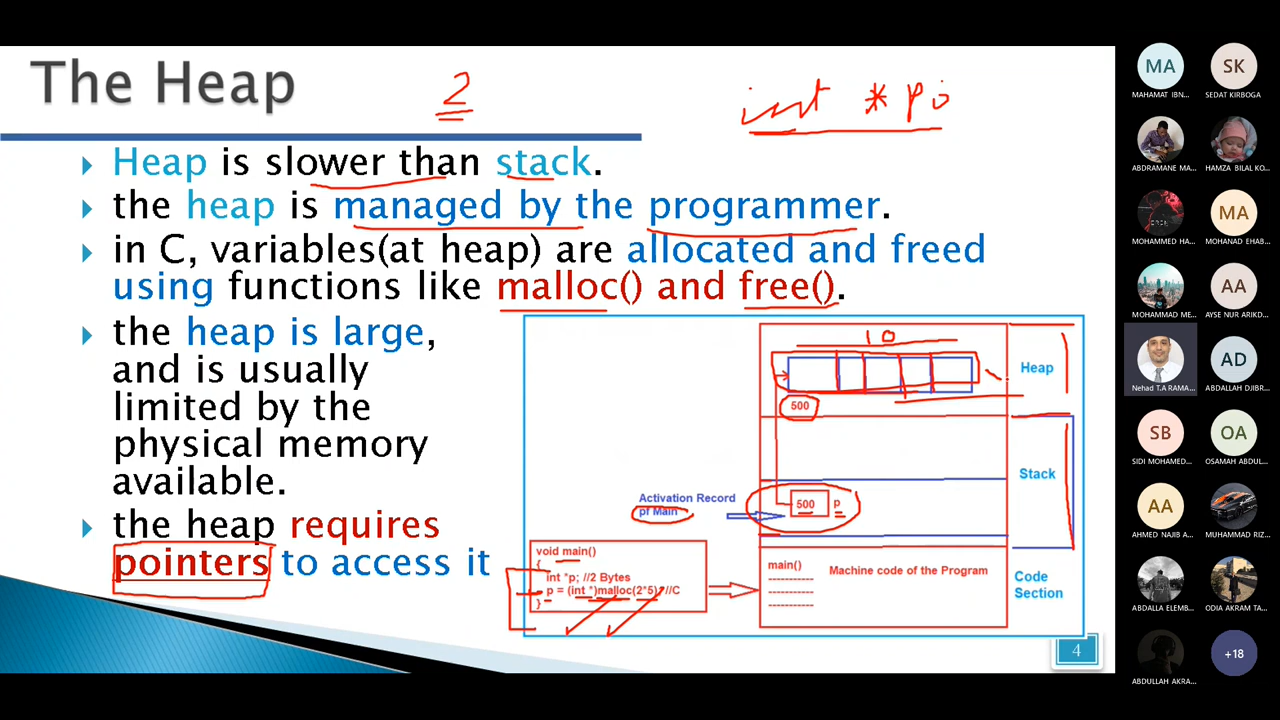 The Heap
2
int *po
Heap is slower than stack.
the heap is managed by the programmer.
in C, variables(at heap) are allocated and freed
using functions like malloc() and free().
the heap is large,
and is usually
limited by the
physical memory
available.
the heap requires
pointers to access it
10
500
Heap
Stack
Activation Record
pf Main
500 p
void main()
{
int *p; //2 Bytes
p = (int *)malloc(2*5); //C
}
main()
Machine code of the Program
Code
Section
4
MA
MAHAMAT IBN...
SK
SEDAT KIRBOGA
ABDRAMANE MA...
HAMZA BILAL KO...
MOHAMMED HA...
MA
MOHANAD EHAB...
MOHAMMAD ME...
AA
AYSE NUR ARIKD...
Nehad T.A RAMA...
AD
ABDALLAH DJIBR...
SB
SIDI MOHAMED...
OA
OSAMAH ABDUL...
AA
AHMED NAJIB A...
MUHAMMAD RIZ...
ABDALLA ELEMB...
ODIA AKRAM TA...
ABDULLAH AKRA...
+18